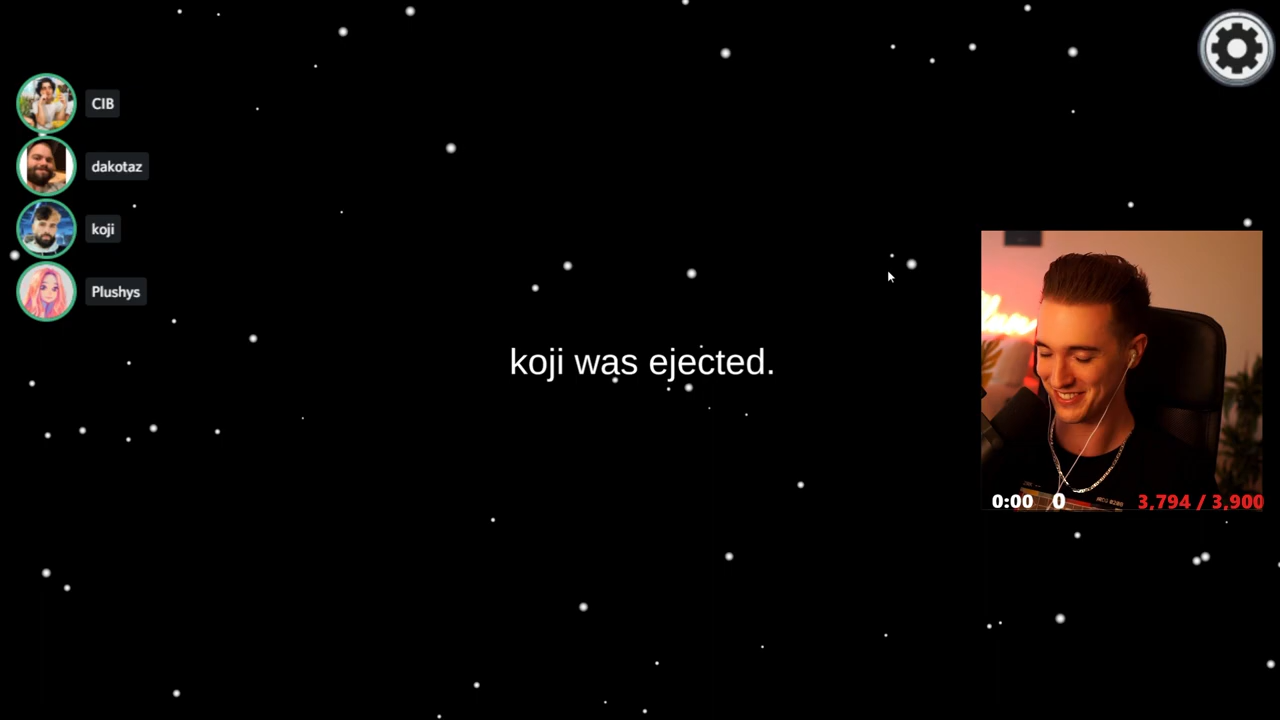 CIB
dakotaz
koji
Plushys
koji was ejected.
0:00 0 3,794 / 3,900